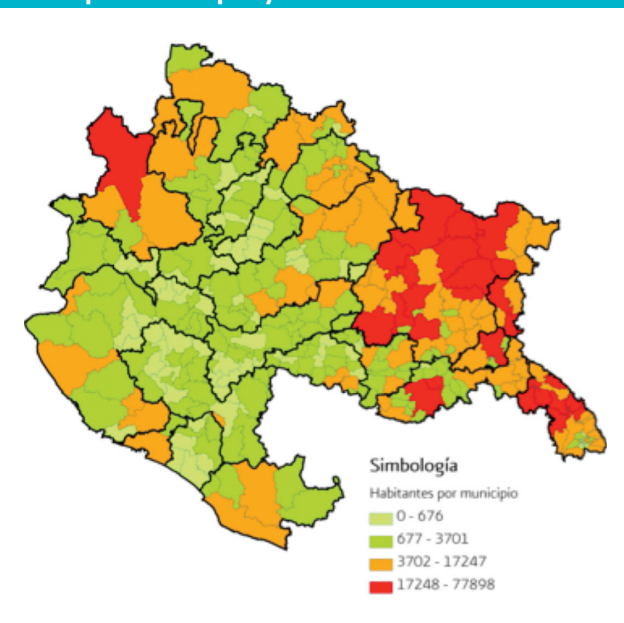 Simbología
Habitantes por municipio
0 - 676
677 - 3701
3702 - 17247
17248 - 77898